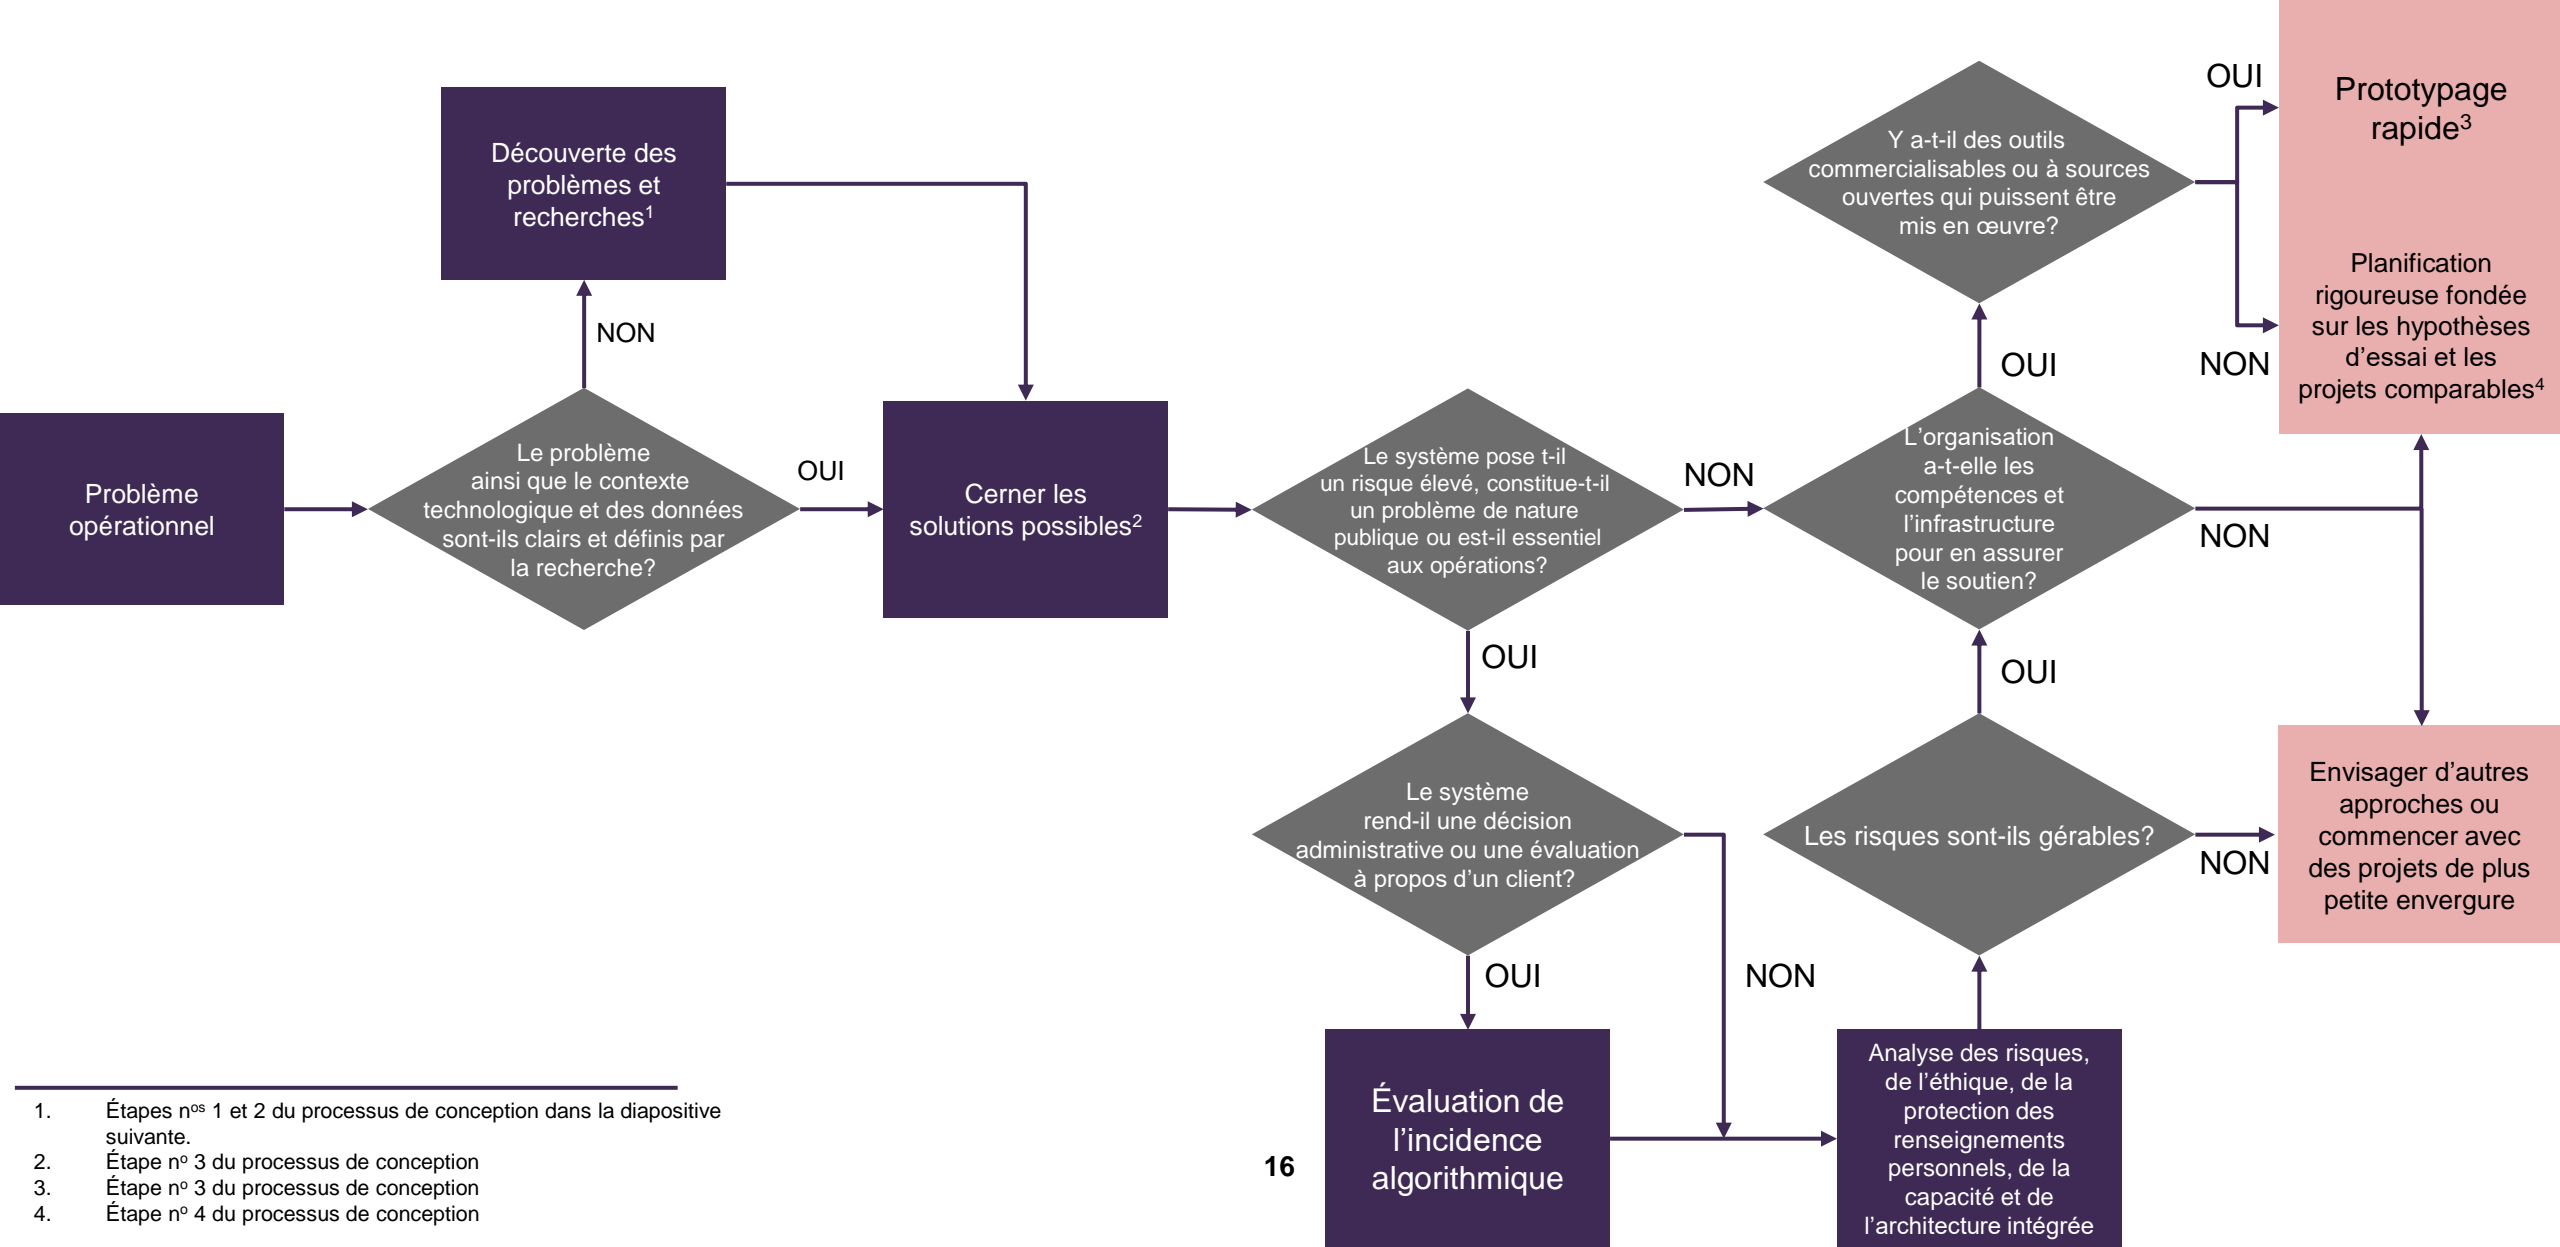 Problème
opérationnel
Le problème
ainsi que le contexte
technologique et des données
sont-ils clairs et définis par
la recherche?
NON
Découverte des
problèmes et
recherches¹
OUI
Cerner les
solutions possibles²
Le système pose t-il
un risque élevé, constitue-t-il
un problème de nature
publique ou est-il essentiel
aux opérations?
NON
OUI
Le système
rend-il une décision
administrative ou une évaluation
à propos d’un client?
OUI
NON
Évaluation de
l’incidence
algorithmique
Analyse des risques,
de l’éthique, de la
protection des
renseignements
personnels, de la
capacité et de
l’architecture intégrée
Les risques sont-ils gérables?
OUI
NON
L’organisation
a-t-elle les
compétences et
l’infrastructure
pour en assurer
le soutien?
OUI
NON
Y a-t-il des outils
commercialisables ou à sources
ouvertes qui puissent être
mis en œuvre?
OUI
NON
Prototypage
rapide³
Planification
rigoureuse fondée
sur les hypothèses
d’essai et les
projets comparables⁴
Envisager d’autres
approches ou
commencer avec
des projets de plus
petite envergure
1. Étapes nᵒˢ 1 et 2 du processus de conception dans la diapositive
suivante.
2. Étape nᵒ 3 du processus de conception
3. Étape nᵒ 3 du processus de conception
4. Étape nᵒ 4 du processus de conception
16